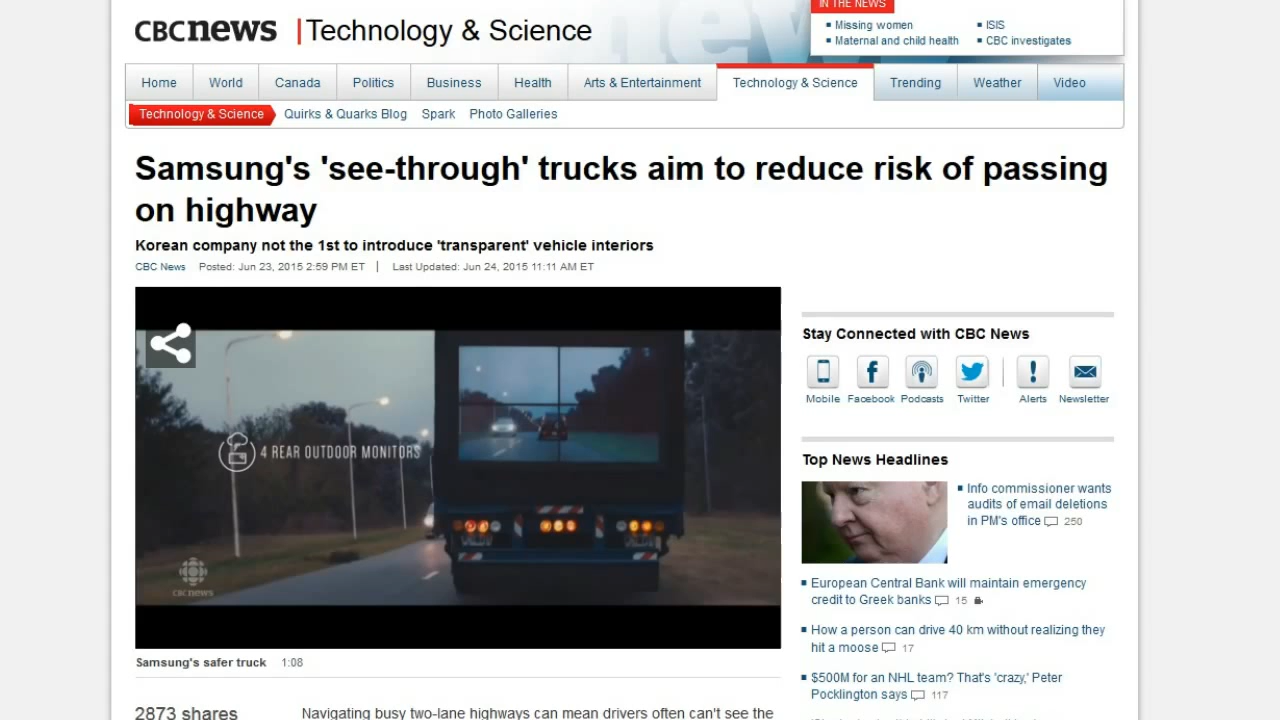 CBCnews | Technology & Science
IN THE NEWS
Missing women
ISIS
Maternal and child health
CBC investigates
Home World Canada Politics Business Health Arts & Entertainment Technology & Science Trending Weather Video
Technology & Science Quirks & Quarks Blog Spark Photo Galleries
Samsung's 'see-through' trucks aim to reduce risk of passing
on highway
Korean company not the 1st to introduce 'transparent' vehicle interiors
CBC News Posted: Jun 23, 2015 2:59 PM ET | Last Updated: Jun 24, 2015 11:11 AM ET
4 REAR OUTDOOR MONITORS
cbcnews
Samsung's safer truck 1:08
2873 shares
Navigating busy two-lane highways can mean drivers often can't see the
Stay Connected with CBC News
Mobile Facebook Podcasts Twitter Alerts Newsletter
Top News Headlines
Info commissioner wants
audits of email deletions
in PM's office 250
European Central Bank will maintain emergency
credit to Greek banks 15
How a person can drive 40 km without realizing they
hit a moose 17
$500M for an NHL team? That's 'crazy,' Peter
Pocklington says 117